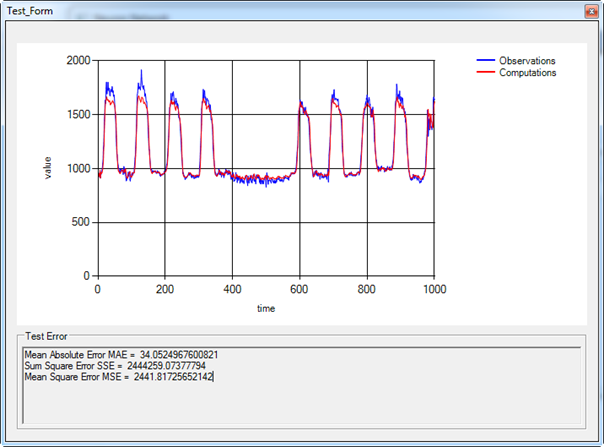 Test_Form
2000
1500
1000
500
0
value
0 200 400 600 800 1000
time
Observations
Computations
Test Error
Mean Absolute Error MAE = 34.0524967600821
Sum Square Error SSE = 2444259.07377794
Mean Square Error MSE = 2441.81725652142